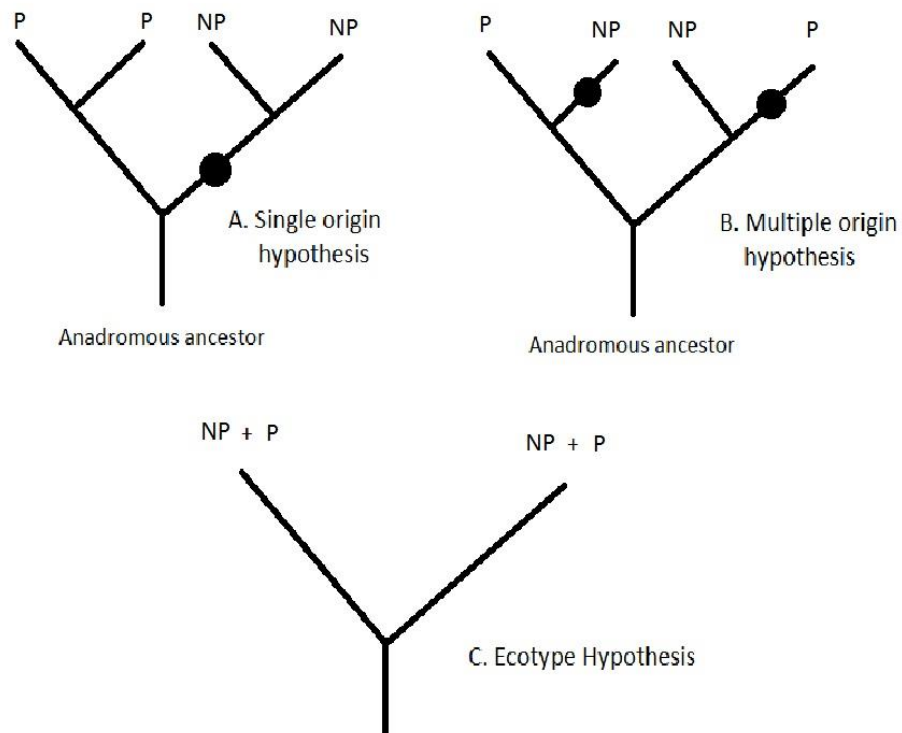 P P NP NP
A. Single origin
hypothesis
Anadromous ancestor
P NP NP P
B. Multiple origin
hypothesis
Anadromous ancestor
NP + P NP + P
C. Ecotype Hypothesis